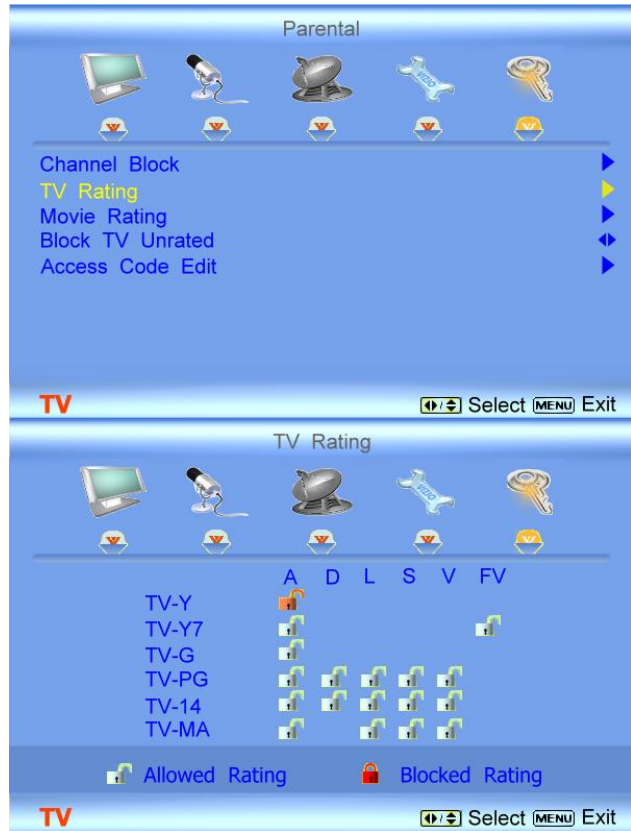 Parental
VIZIO
Channel Block
TV Rating
Movie Rating
Block TV Unrated
Access Code Edit
TV Select MENU Exit
TV Rating
VIZIO
A D L S V FV
TV-Y
TV-Y7
TV-G
TV-PG
TV-14
TV-MA
Allowed Rating Blocked Rating
TV Select MENU Exit